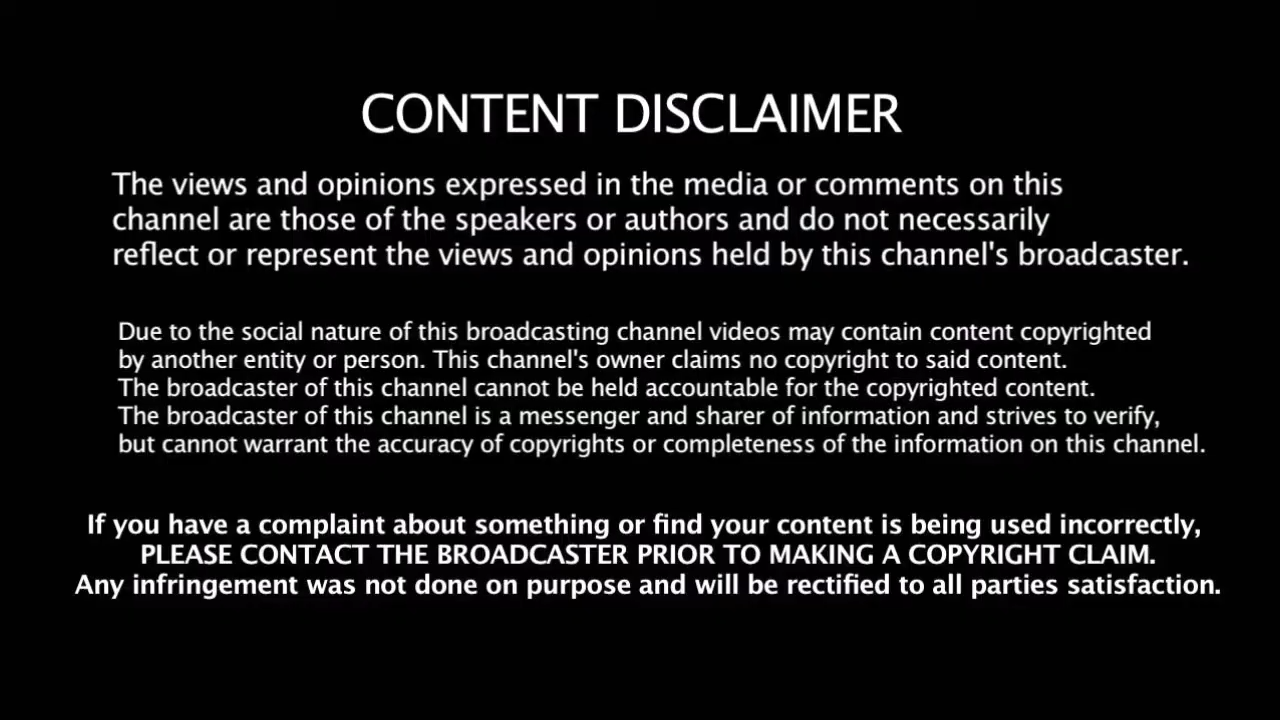 CONTENT DISCLAIMER
The views and opinions expressed in the media or comments on this
channel are those of the speakers or authors and do not necessarily
reflect or represent the views and opinions held by this channel's broadcaster.
Due to the social nature of this broadcasting channel videos may contain content copyrighted
by another entity or person. This channel's owner claims no copyright to said content.
The broadcaster of this channel cannot be held accountable for the copyrighted content.
The broadcaster of this channel is a messenger and sharer of information and strives to verify,
but cannot warrant the accuracy of copyrights or completeness of the information on this channel.
If you have a complaint about something or find your content is being used incorrectly,
PLEASE CONTACT THE BROADCASTER PRIOR TO MAKING A COPYRIGHT CLAIM.
Any infringement was not done on purpose and will be rectified to all parties satisfaction.